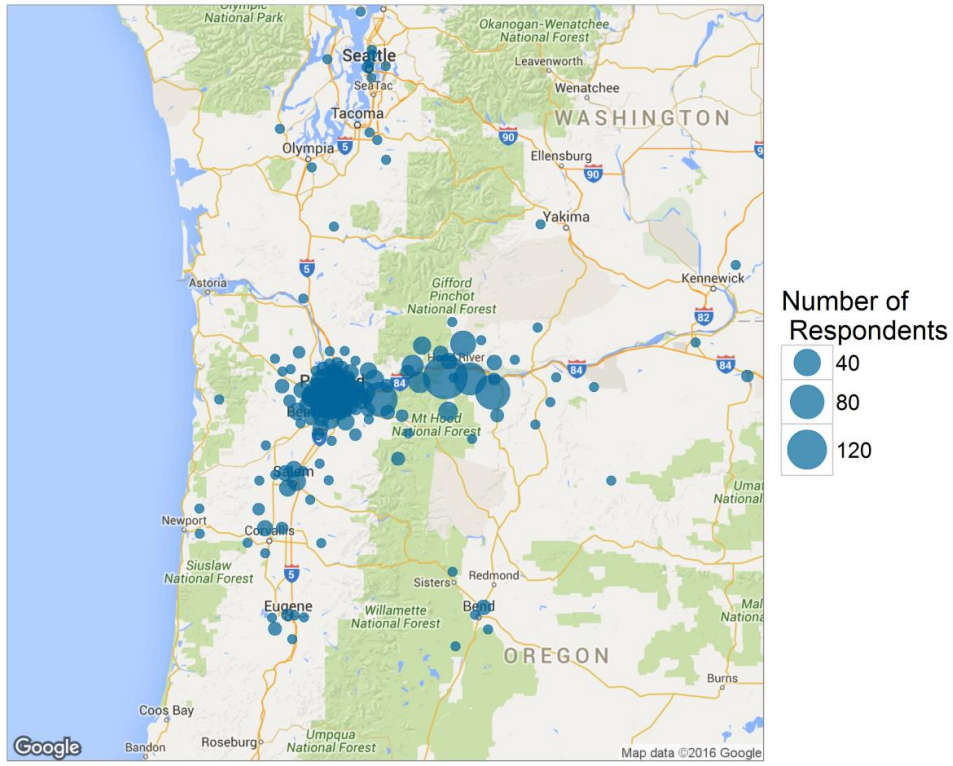 Olympic
National Park
Okanogan-Wenatchee
National Forest
Seattle
Leavenworth
SeaTac
Wenatchee
Tacoma
WASHINGTON
90
5
Olympia
Ellensburg
90
Yakima
5
Kennewick
Astoria
Gifford
Pinchot
National Forest
82
Hood River
84
84
84
Mt Hood
National Forest
5
Salem
Newport
Corvallis
Siuslaw
National Forest
5
Sisters
Redmond
Eugene
Willamette
National Forest
Bend
OREGON
Burns
Coos Bay
Roseburg
Umpqua
National Forest
Bandon
Google
Map data ©2016 Google
Number of
Respondents
40
80
120